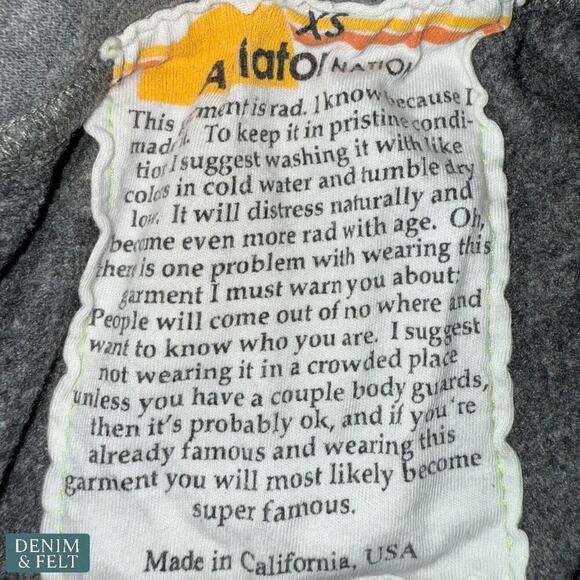 XS
Aviator NATION
This garment is rad. I know because I
made it. To keep it in pristine condi-
tion I suggest washing it with like
colors in cold water and tumble dry
low. It will distress naturally and
become even more rad with age. Oh,
there is one problem with wearing this
garment I must warn you about:
People will come out of no where and
want to know who you are. I suggest
not wearing it in a crowded place
unless you have a couple body guards,
then it's probably ok, and if you're
already famous and wearing this
garment you will most likely become
super famous.
Made in California, USA
DENIM
& FELT